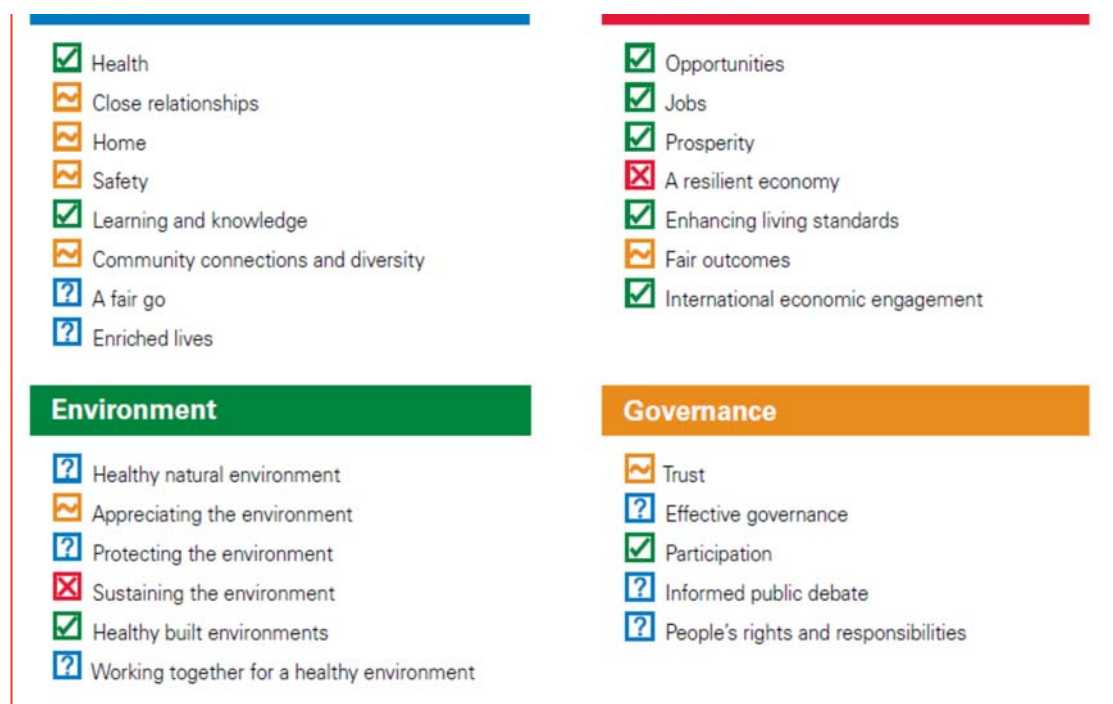 Health
Close relationships
Home
Safety
Learning and knowledge
Community connections and diversity
A fair go
Enriched lives
Opportunities
Jobs
Prosperity
A resilient economy
Enhancing living standards
Fair outcomes
International economic engagement
Environment
Healthy natural environment
Appreciating the environment
Protecting the environment
Sustaining the environment
Healthy built environments
Working together for a healthy environment
Governance
Trust
Effective governance
Participation
Informed public debate
People's rights and responsibilities